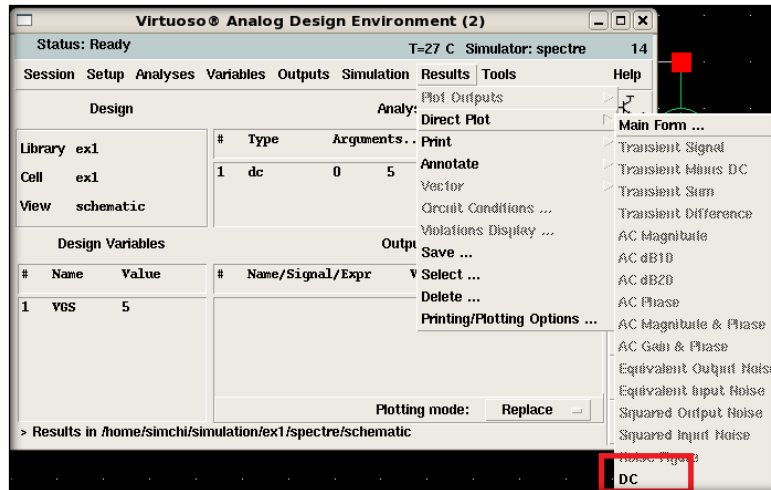 Virtuoso® Analog Design Environment (2)
Status: Ready T=27 C Simulator: spectre 14
Session Setup Analyses Variables Outputs Simulation Results Tools Help
Design
Library ex1
Cell ex1
View schematic
Analys
# Type Arguments..
1 dc 0 5
Design Variables
# Name Value
1 VGS 5
Outpu
# Name/Signal/Expr V
Plotting mode: Replace
> Results in /home/simchi/simulation/ex1/spectre/schematic
Plot Outputs
Direct Plot
Print
Annotate
Vector
Circuit Conditions ...
Violations Display ...
Save ...
Select ...
Delete ...
Printing/Plotting Options ...
Main Form ...
Transient Signal
Transient Minus DC
Transient Sum
Transient Difference
AC Magnitude
AC dB10
AC dB20
AC Phase
AC Magnitude & Phase
AC Gain & Phase
Equivalent Output Nois
Equivalent Input Noise
Squared Output Noise
Squared Input Noise
Noise Figure
DC